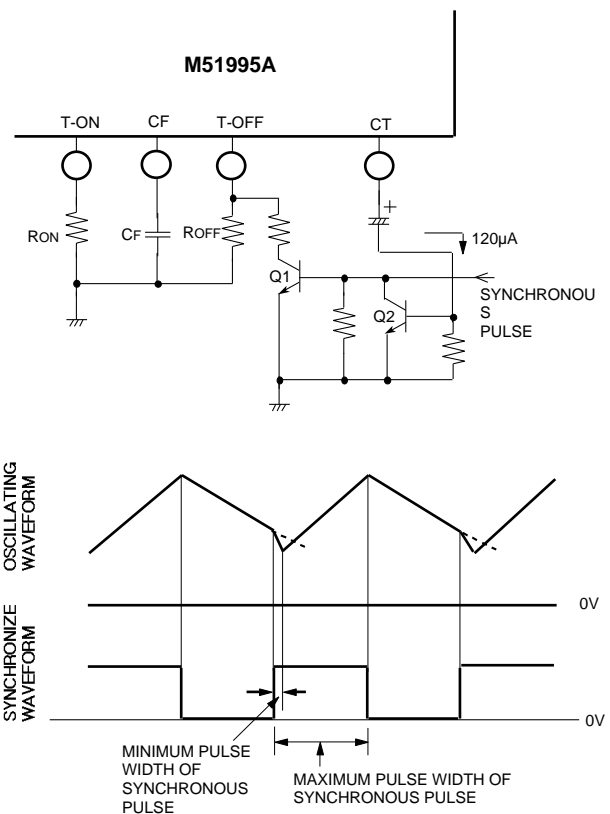 M51995A
T-ON CF T-OFF CT
RON
CF
ROFF
+
120µA
Q1
Q2
SYNCHRONOU
S
PULSE
OSCILLATING
WAVEFORM
0V
SYNCHRONIZE
WAVEFORM
0V
MINIMUM PULSE
WIDTH OF
SYNCHRONOUS
PULSE
MAXIMUM PULSE WIDTH OF
SYNCHRONOUS PULSE